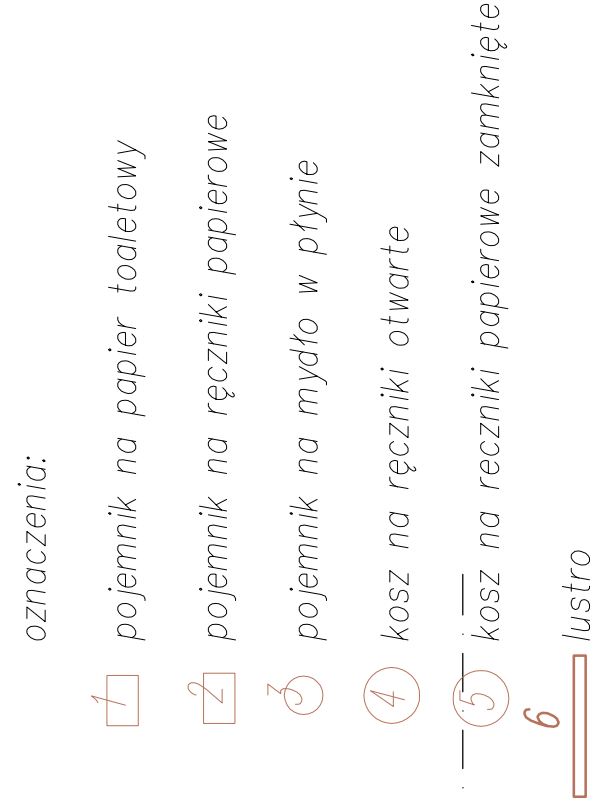 oznaczenia:
1 pojemnik na papier toaletowy
2 pojemnik na ręczniki papierowe
3 pojemnik na mydło w płynie
4 kosz na ręczniki otwarte
5 kosz na reczniki papierowe zamknięte
6 lustro